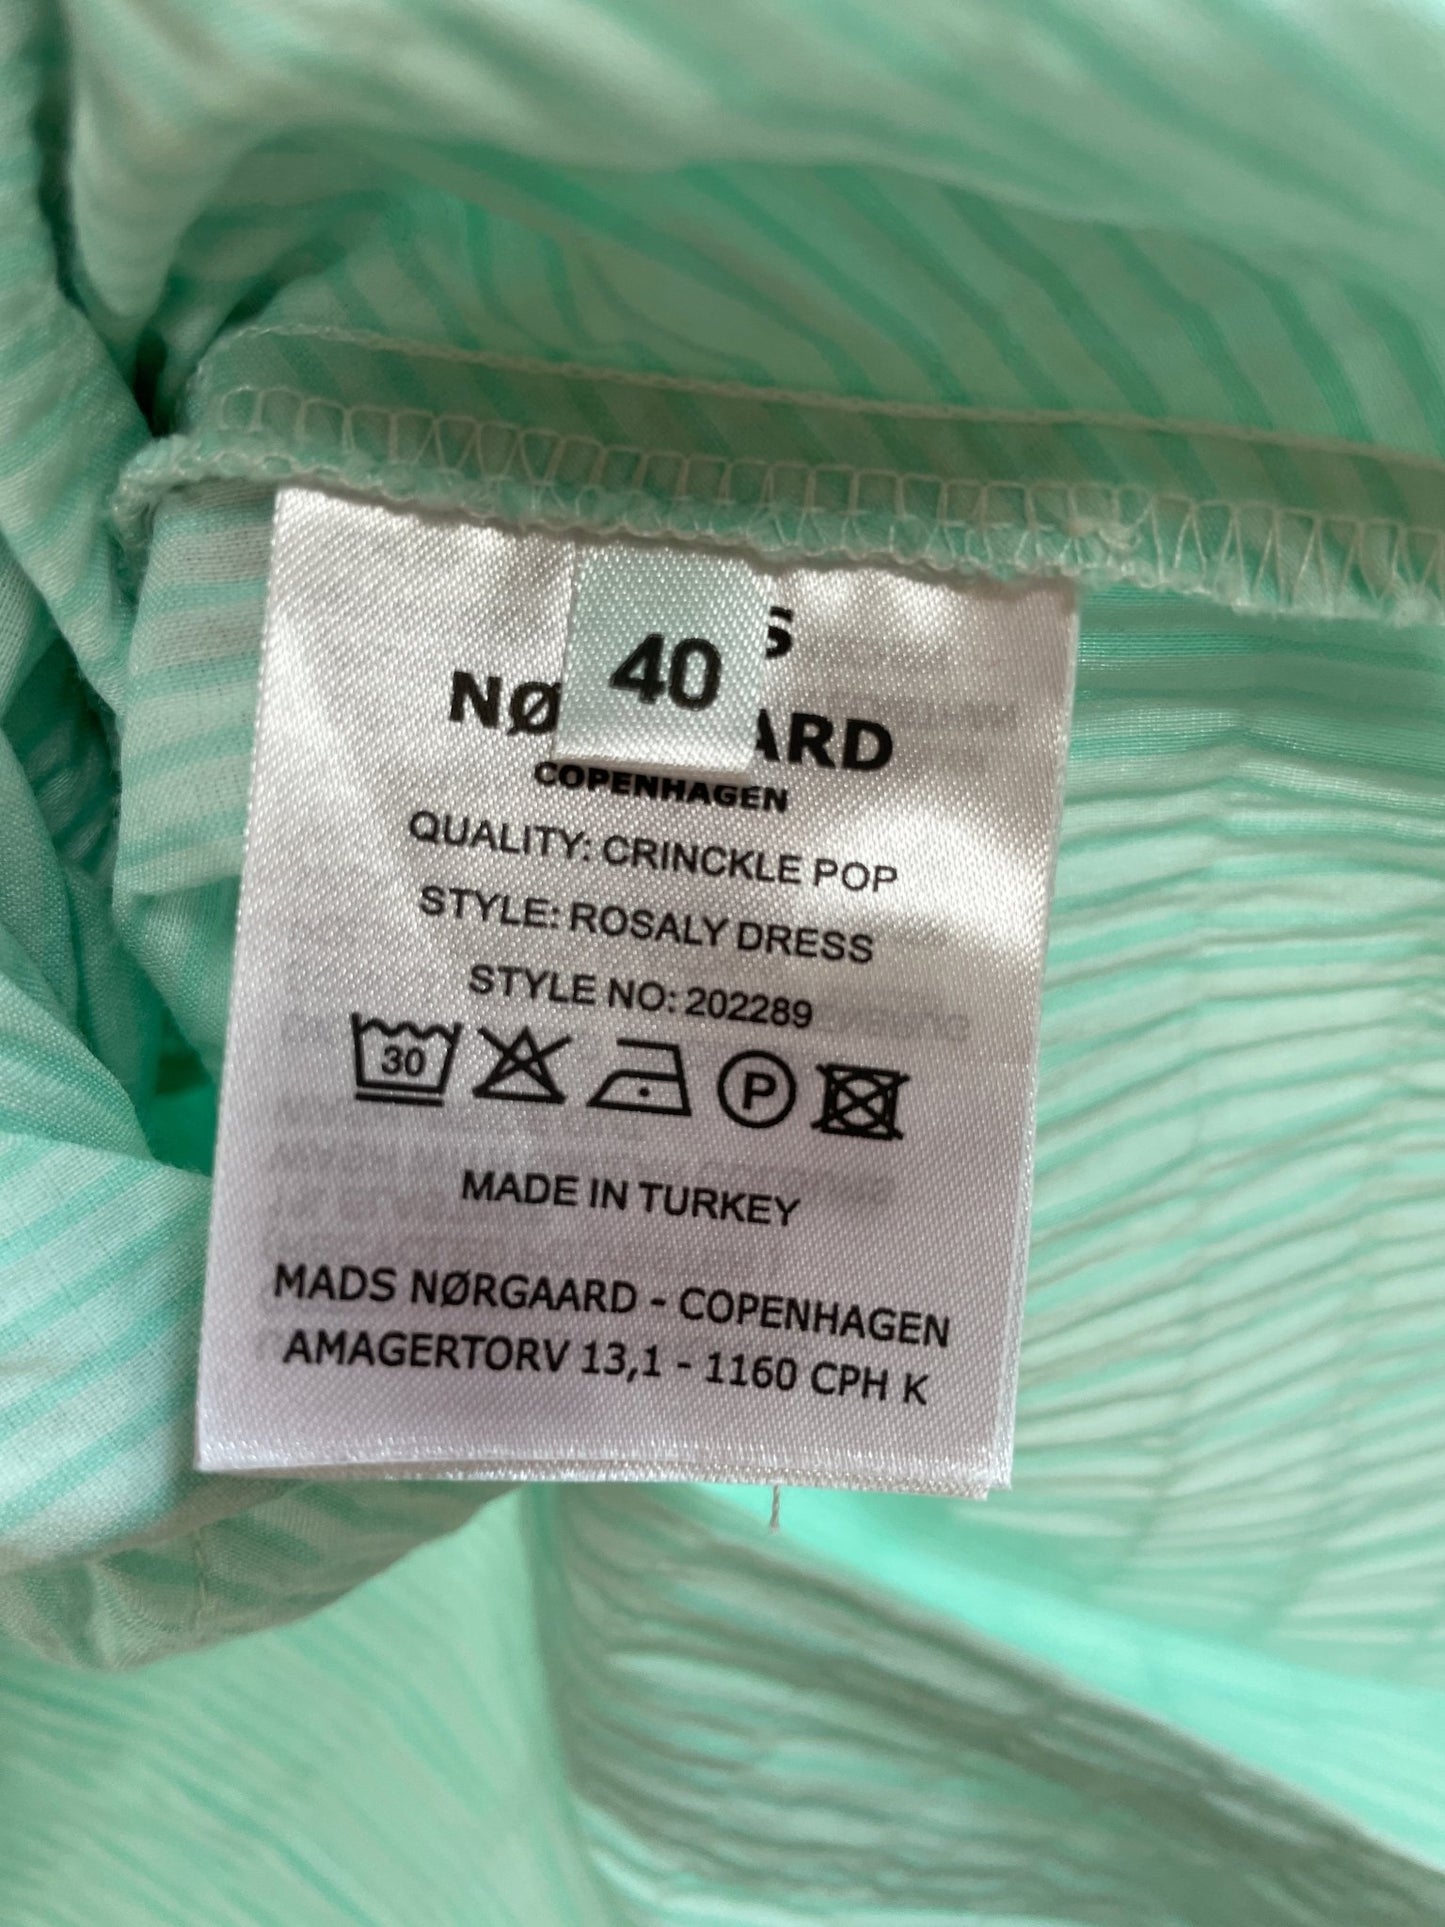 40
S
NØ ARD
COPENHAGEN
QUALITY: CRINCKLE POP
STYLE: ROSALY DRESS
STYLE NO: 202289
30 P
MADE IN TURKEY
MADS NØRGAARD - COPENHAGEN
AMAGERTORV 13,1 - 1160 CPH K